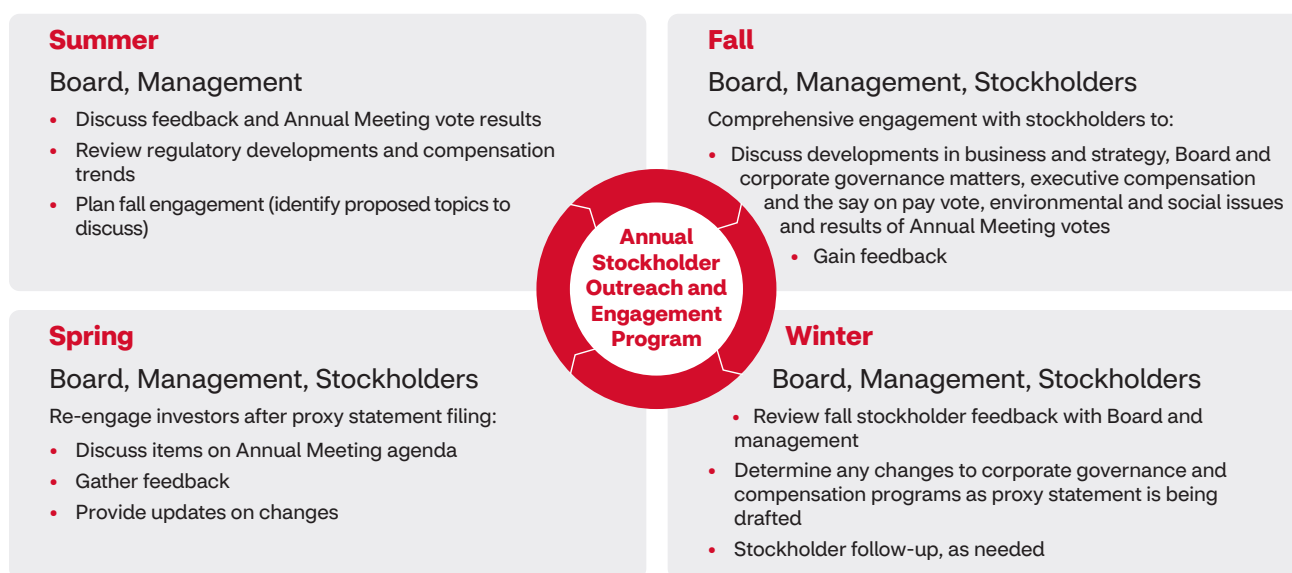 Summer
Board, Management
• Discuss feedback and Annual Meeting vote results
• Review regulatory developments and compensation
trends
• Plan fall engagement (identify proposed topics to
discuss)
Fall
Board, Management, Stockholders
Comprehensive engagement with stockholders to:
• Discuss developments in business and strategy, Board and
corporate governance matters, executive compensation
and the say on pay vote, environmental and social issues
and results of Annual Meeting votes
• Gain feedback
Annual
Stockholder
Outreach and
Engagement
Program
Spring
Board, Management, Stockholders
Re-engage investors after proxy statement filing:
• Discuss items on Annual Meeting agenda
• Gather feedback
• Provide updates on changes
Winter
Board, Management, Stockholders
• Review fall stockholder feedback with Board and
management
• Determine any changes to corporate governance and
compensation programs as proxy statement is being
drafted
• Stockholder follow-up, as needed